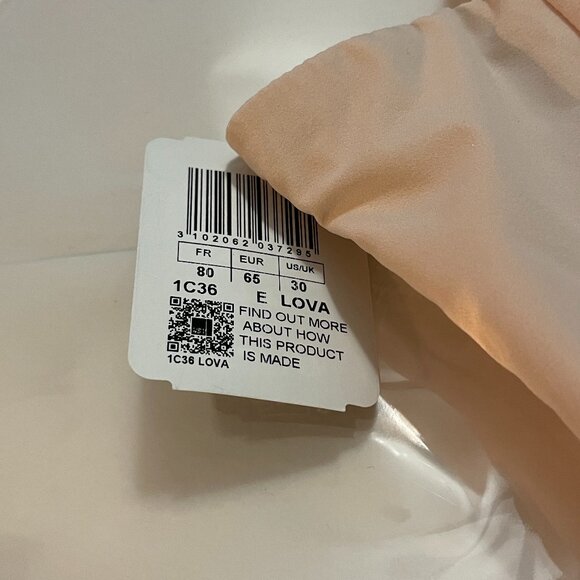 3 102062 037295
FR EUR US/UK
80 65 30
1C36 E LOVA
FIND OUT MORE
ABOUT HOW
THIS PRODUCT
IS MADE
1C36 LOVA